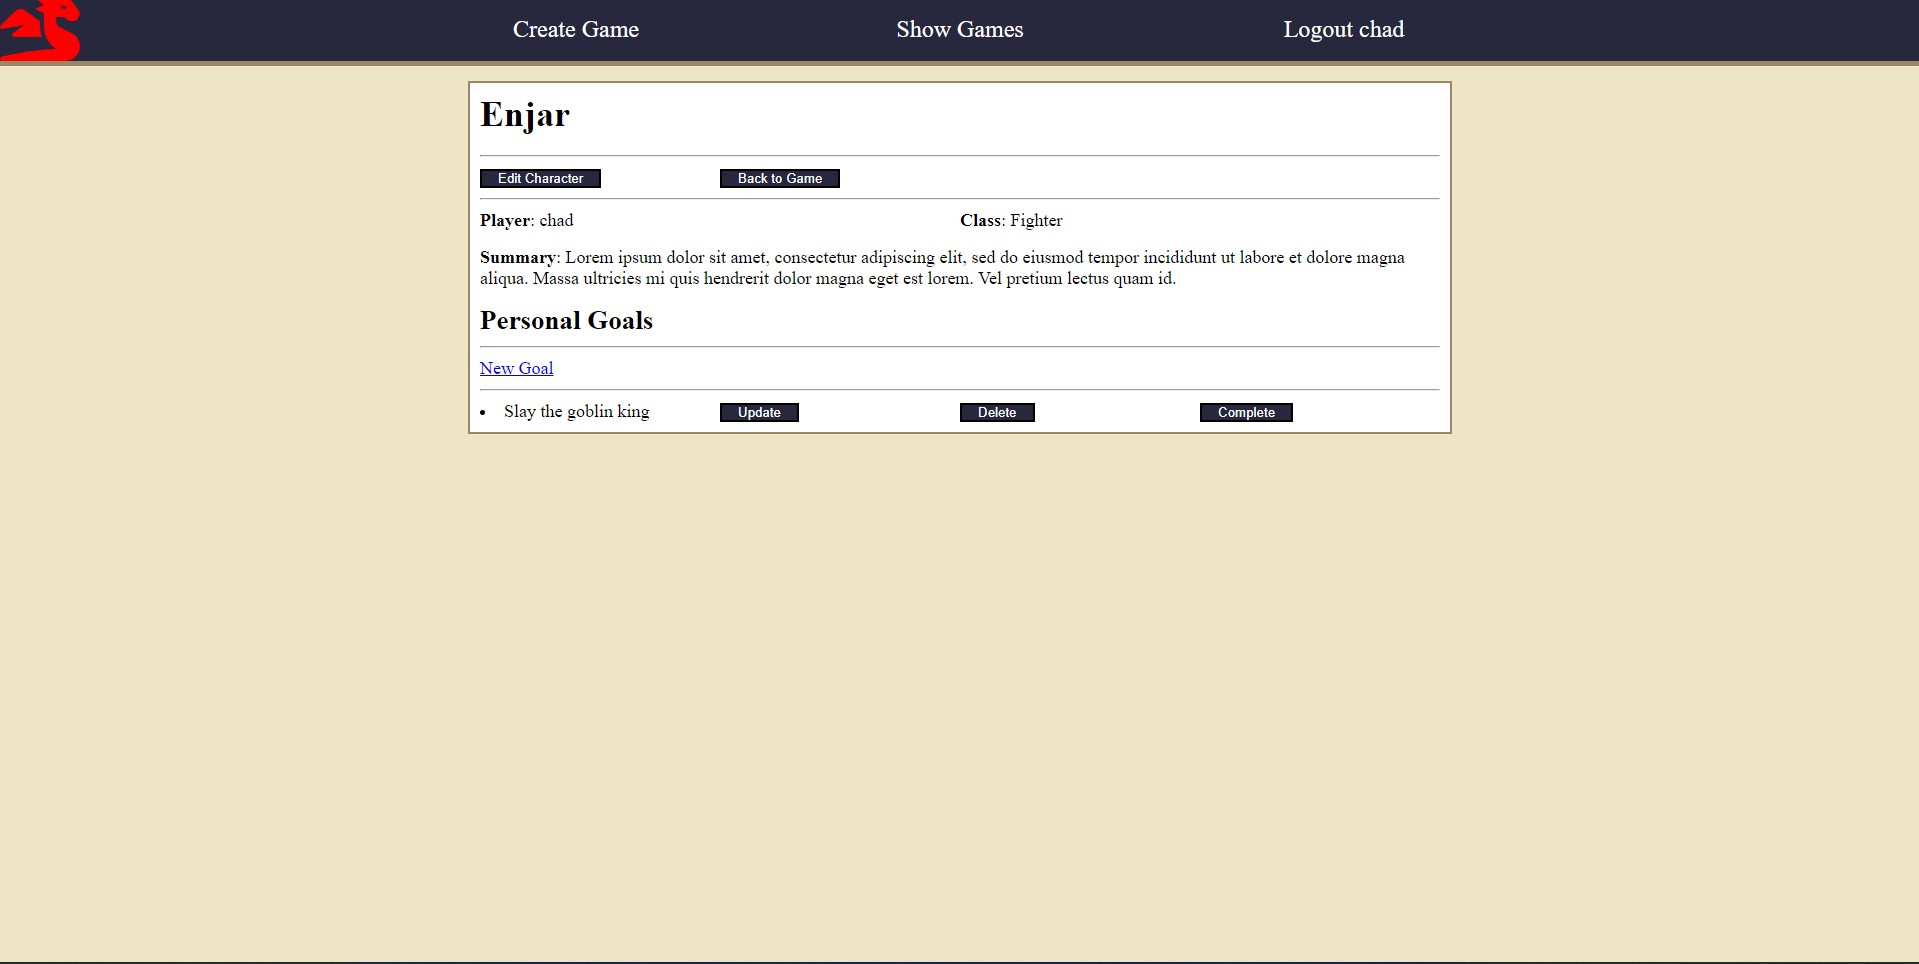 Create Game Show Games Logout chad
Enjar
Edit Character Back to Game
Player: chad Class: Fighter
Summary: Lorem ipsum dolor sit amet, consectetur adipiscing elit, sed do eiusmod tempor incididunt ut labore et dolore magna
aliqua. Massa ultricies mi quis hendrerit dolor magna eget est lorem. Vel pretium lectus quam id.
Personal Goals
New Goal
• Slay the goblin king Update Delete Complete